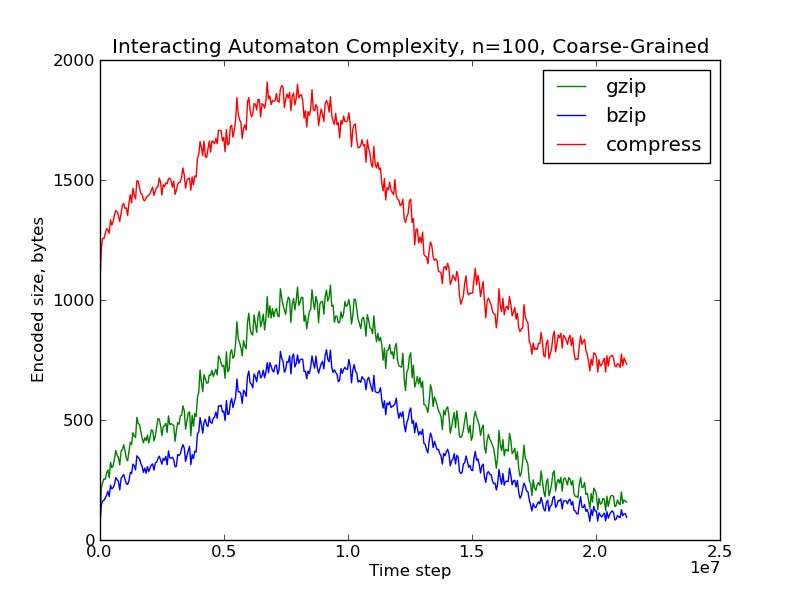 Interacting Automaton Complexity, n=100, Coarse-Grained
2000
1500
1000
500
0
Encoded size, bytes
gzip
bzip
compress
0.0
0.5
1.0
1.5
2.0
2.5
1e7
Time step